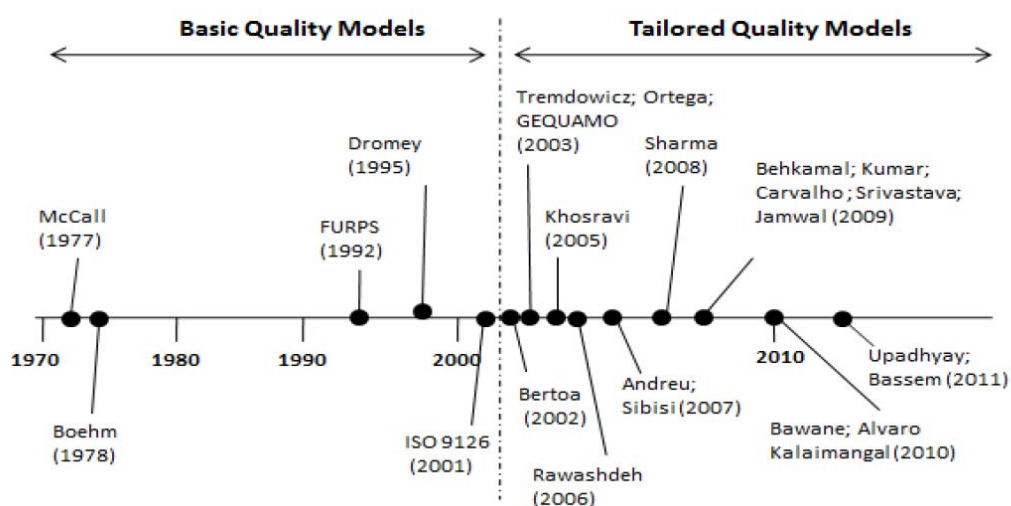 Basic Quality Models
Tailored Quality Models
Tremdowicz; Ortega;
GEQUAMO
(2003)
Dromey
(1995)
Sharma
(2008)
Behkamal; Kumar;
Carvalho; Srivastava;
Jamwal (2009)
McCall
(1977)
FURPS
(1992)
Khosravi
(2005)
1970
1980
1990
2000
2010
Upadhyay;
Bassem (2011)
Andreu;
Sibisi (2007)
Bertoa
(2002)
Boehm
(1978)
ISO 9126
(2001)
Bawane; Alvaro
Kalaimangal (2010)
Rawashdeh
(2006)